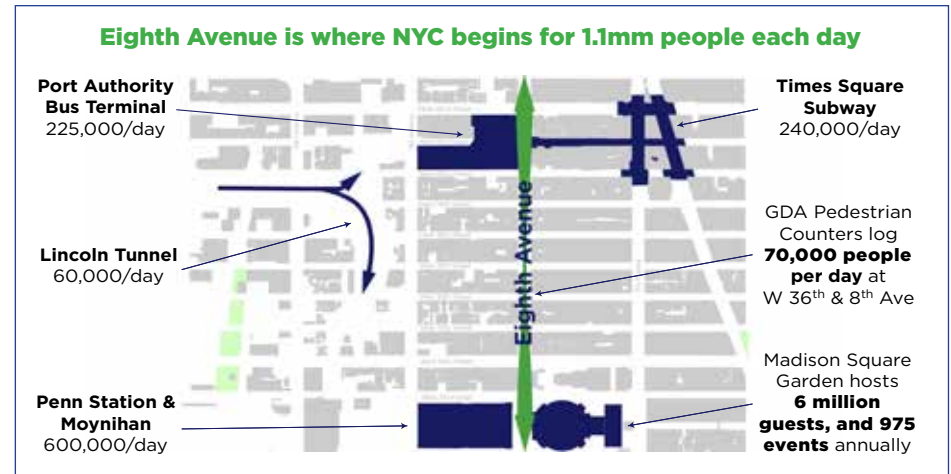 Eighth Avenue is where NYC begins for 1.1mm people each day
Port Authority
Bus Terminal
225,000/day
Times Square
Subway
240,000/day
Eighth Avenue
GDA Pedestrian
Counters log
70,000 people
per day at
W 36th & 8th Ave
Lincoln Tunnel
60,000/day
Madison Square
Garden hosts
6 million
guests, and 975
events annually
Penn Station &
Moynihan
600,000/day